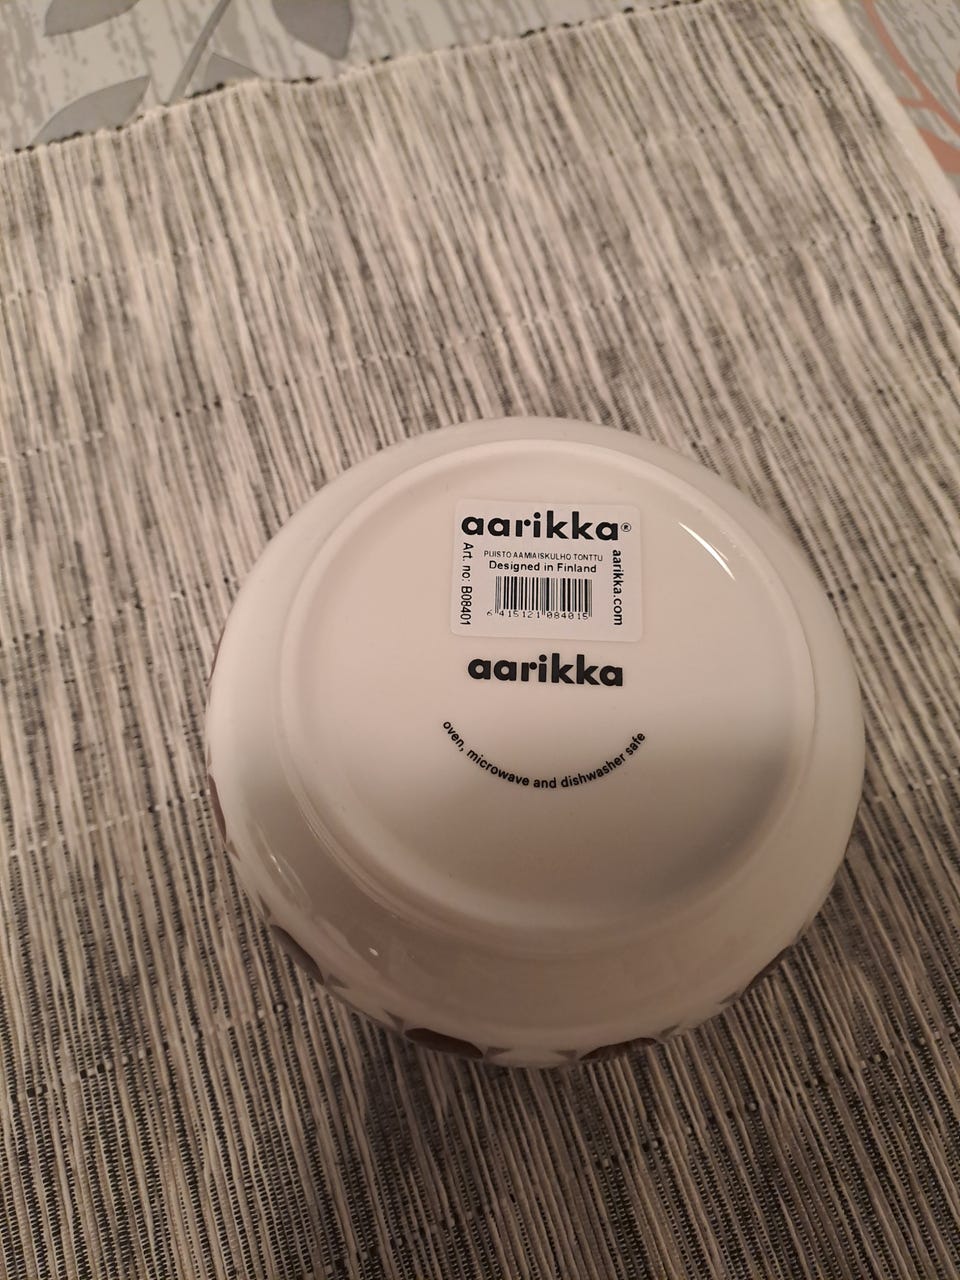 aarikka®
PUISTO AAMIAISKULHO TONTTU
Designed in Finland
Art. no: B08401
aarikka.com
6 415121 084015
aarikka
oven, microwave and dishwasher safe